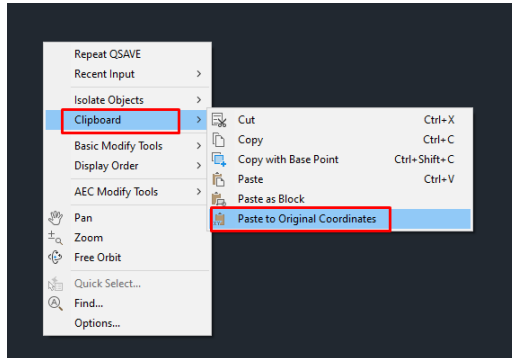 Repeat QSAVE
Recent Input
Isolate Objects
Clipboard
Basic Modify Tools
Display Order
AEC Modify Tools
Pan
Zoom
Free Orbit
Quick Select...
Find...
Options...
Cut Ctrl+X
Copy Ctrl+C
Copy with Base Point Ctrl+Shift+C
Paste Ctrl+V
Paste as Block
Paste to Original Coordinates